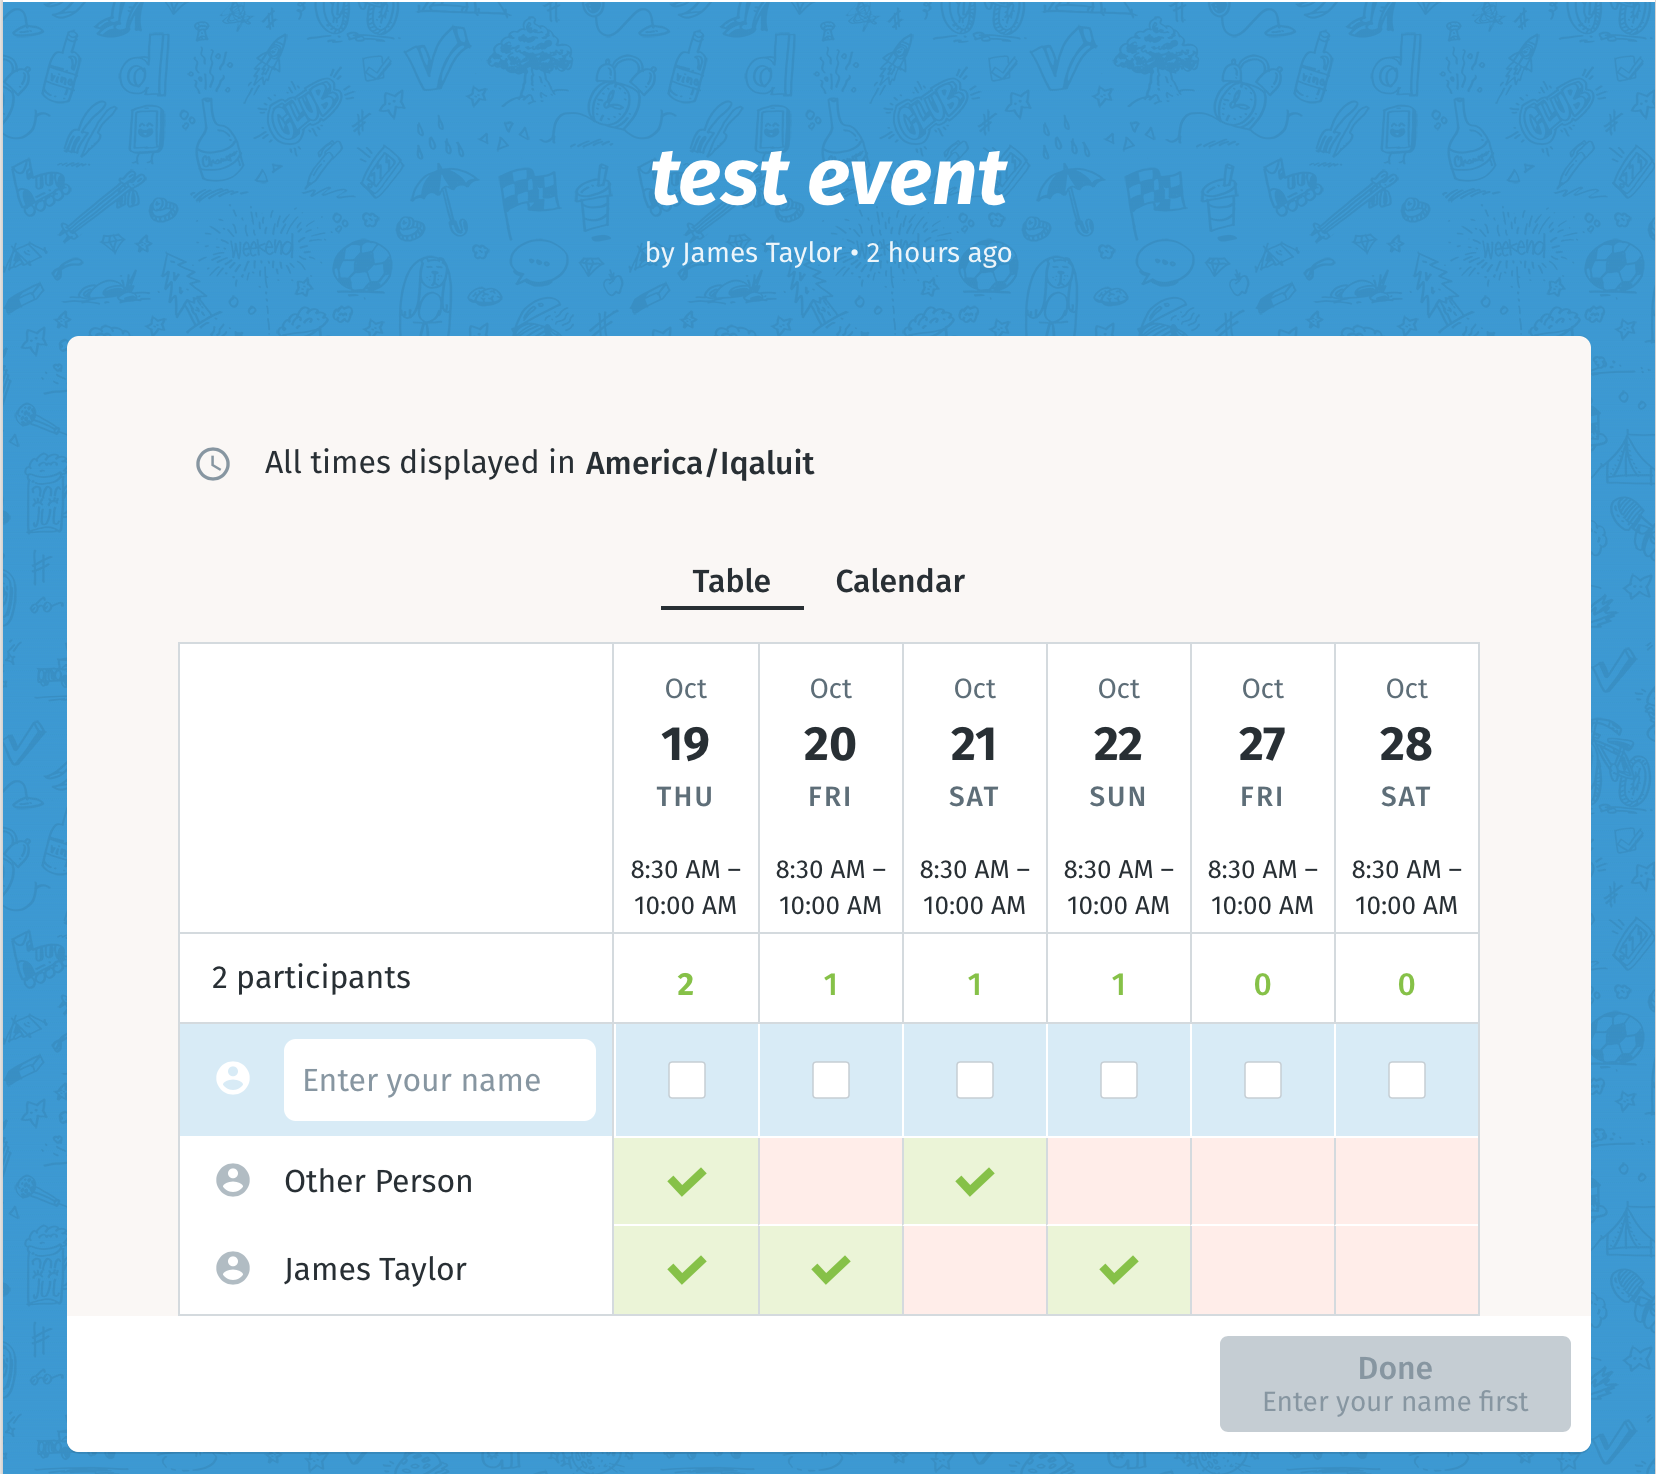 test event
by James Taylor • 2 hours ago
All times displayed in America/Iqaluit
Table Calendar
Oct Oct Oct Oct Oct Oct
19 20 21 22 27 28
THU FRI SAT SUN FRI SAT
8:30 AM – 8:30 AM – 8:30 AM – 8:30 AM – 8:30 AM – 8:30 AM –
10:00 AM 10:00 AM 10:00 AM 10:00 AM 10:00 AM 10:00 AM
2 participants 2 1 1 1 0 0
Enter your name
Other Person
James Taylor
Done
Enter your name first